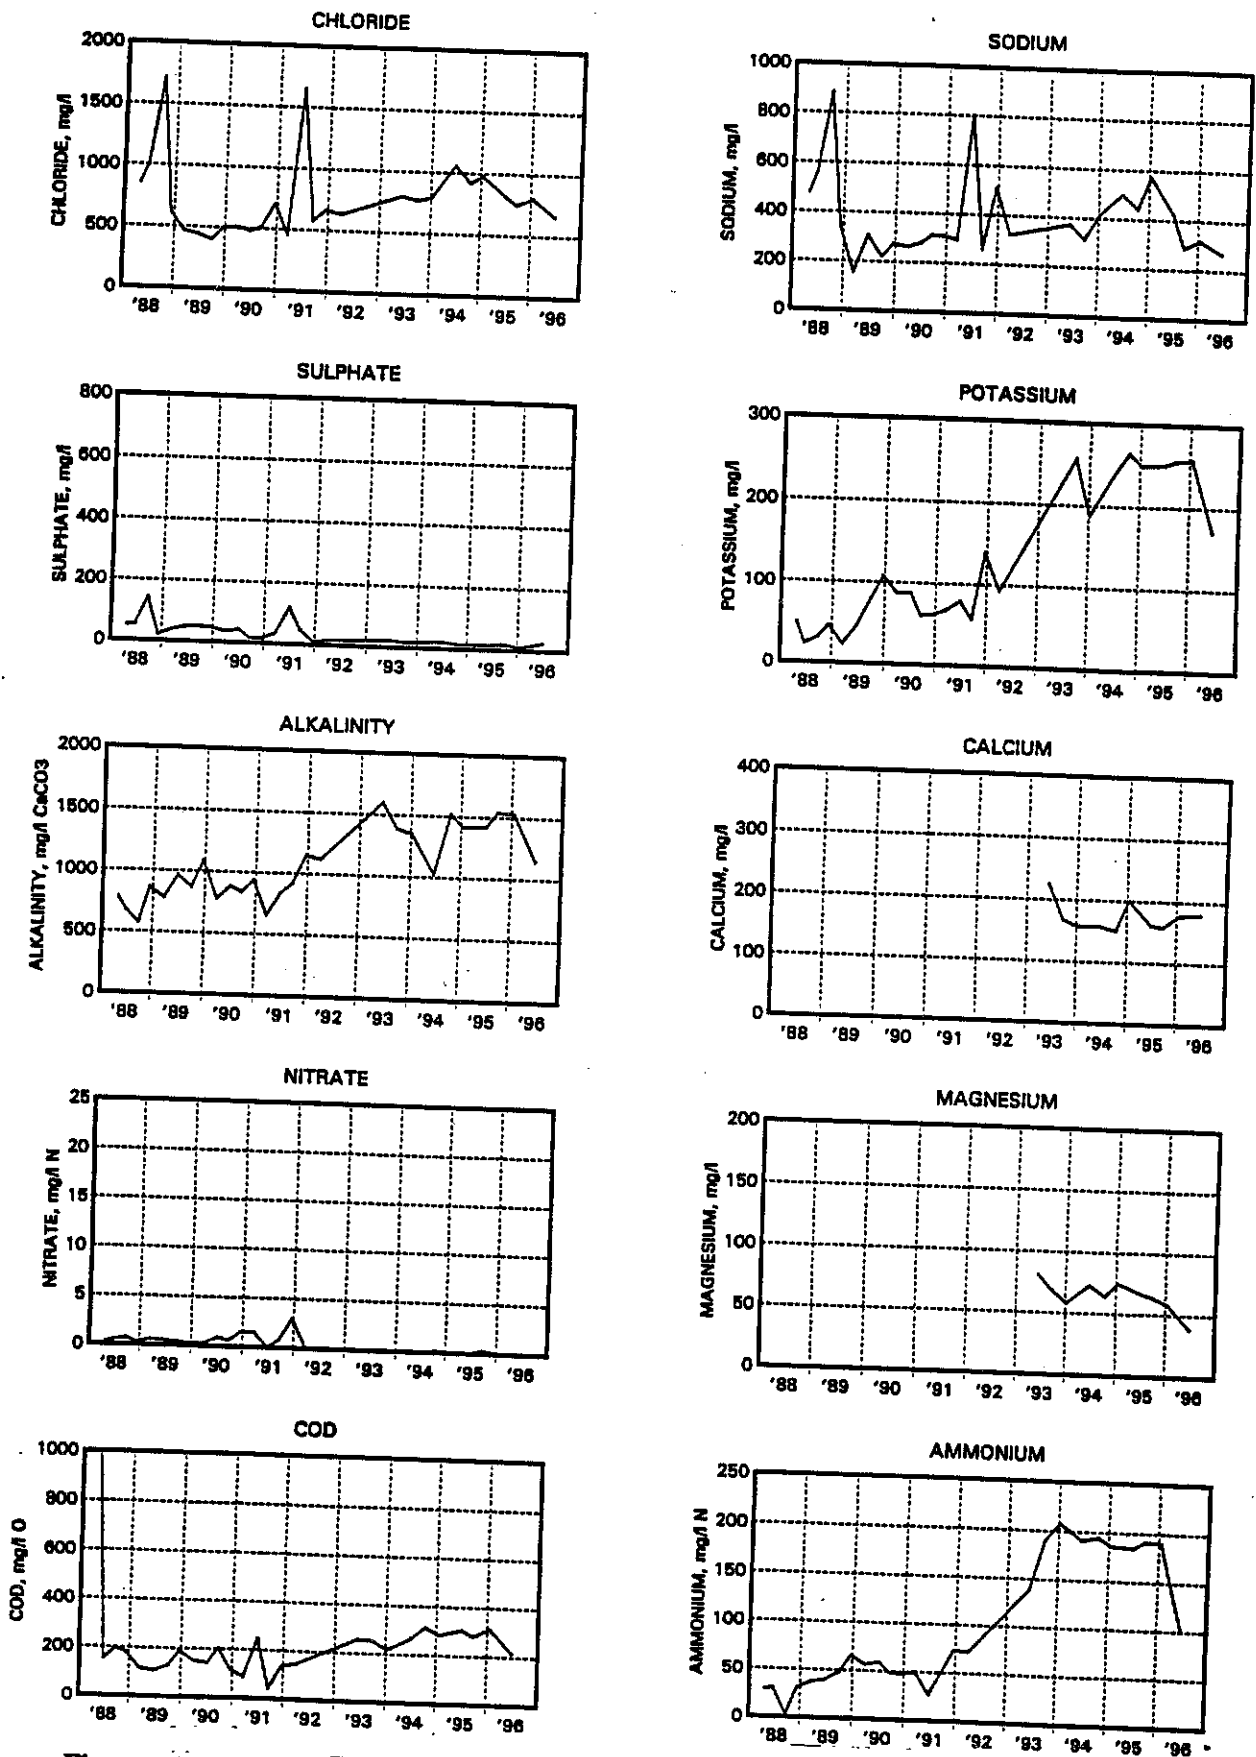 CHLORIDE
CHLORIDE, mg/l
2000
1500
1000
500
0
'88 '89 '90 '91 '92 '93 '94 '95 '96
SODIUM
SODIUM, mg/l
1000
800
600
400
200
0
'88 '89 '90 '91 '92 '93 '94 '95 '96
SULPHATE
SULPHATE, mg/l
800
600
400
200
0
'88 '89 '90 '91 '92 '93 '94 '95 '96
POTASSIUM
POTASSIUM, mg/l
300
200
100
0
'88 '89 '90 '91 '92 '93 '94 '95 '96
ALKALINITY
ALKALINITY, mg/l CaCO3
2000
1500
1000
500
0
'88 '89 '90 '91 '92 '93 '94 '95 '96
CALCIUM
CALCIUM, mg/l
400
300
200
100
0
'88 '89 '90 '91 '92 '93 '94 '95 '96
NITRATE
NITRATE, mg/l N
25
20
15
10
5
0
'88 '89 '90 '91 '92 '93 '94 '95 '96
MAGNESIUM
MAGNESIUM, mg/l
200
150
100
50
0
'88 '89 '90 '91 '92 '93 '94 '95 '96
COD
COD, mg/l O
1000
800
600
400
200
0
'88 '89 '90 '91 '92 '93 '94 '95 '96
AMMONIUM
AMMONIUM, mg/l N
250
200
150
100
50
0
'88 '89 '90 '91 '92 '93 '94 '95 '96